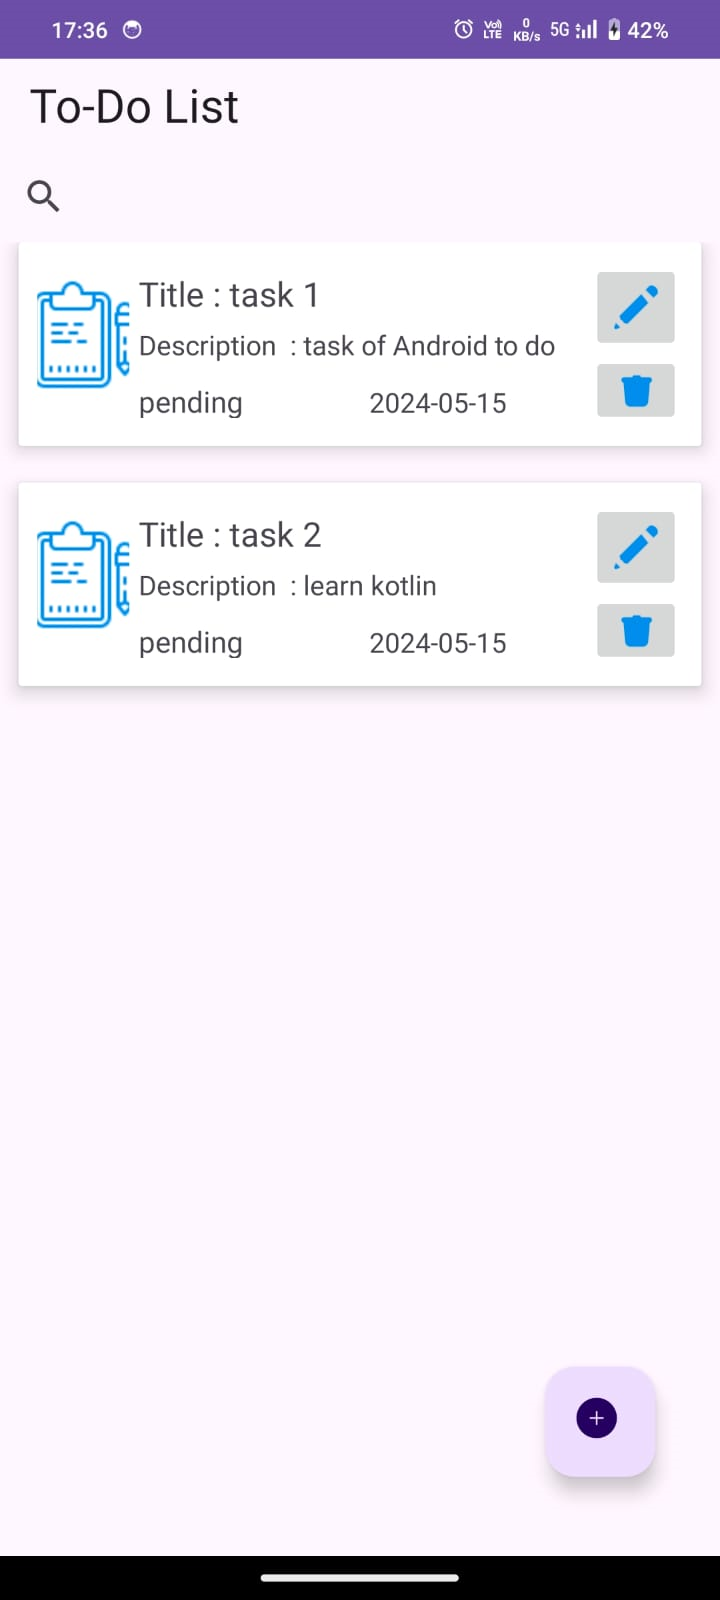 17:36 Vo) LTE 0 KB/s 5G 42%
To-Do List
Title : task 1
Description : task of Android to do
pending 2024-05-15
Title : task 2
Description : learn kotlin
pending 2024-05-15